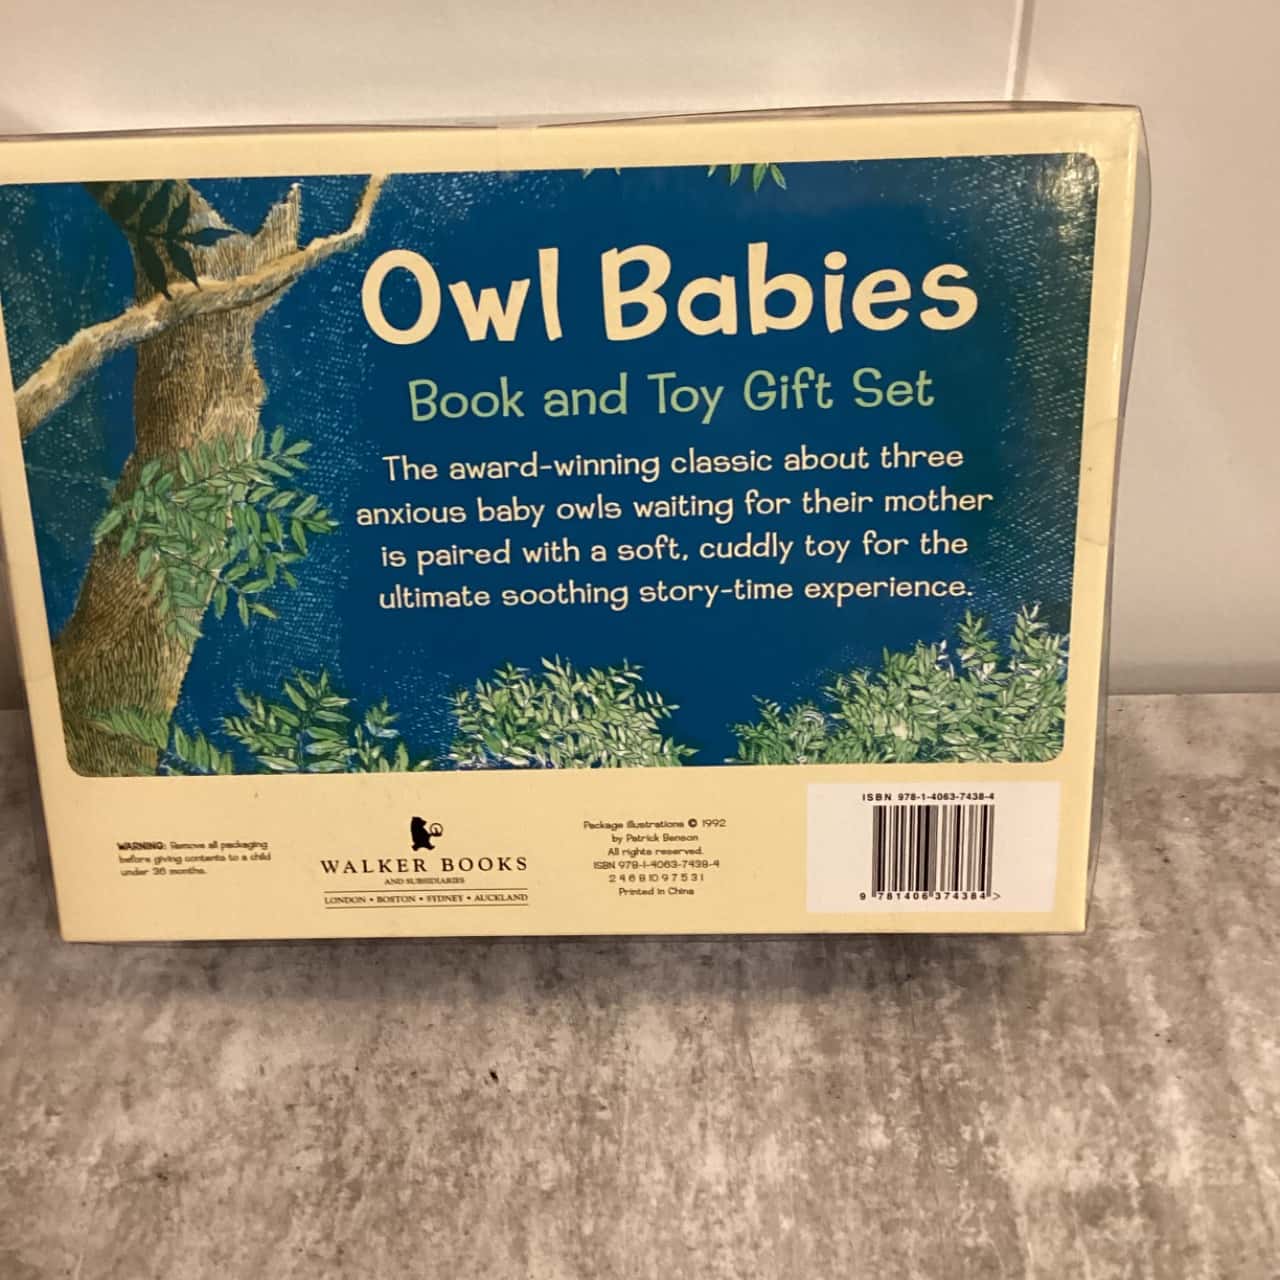 Owl Babies
Book and Toy Gift Set
The award-winning classic about three
anxious baby owls waiting for their mother
is paired with a soft, cuddly toy for the
ultimate soothing story-time experience.
WARNING: Remove all packaging
before giving contents to a child
under 36 months.
WALKER BOOKS
AND SUBSIDIARIES
LONDON • BOSTON • SYDNEY • AUCKLAND
Package illustrations © 1992
by Patrick Benson
All rights reserved.
ISBN 978-1-4063-7438-4
2 4 6 8 10 9 7 5 3 1
Printed in China
ISBN 978-1-4063-7438-4
9 781406 374384 >